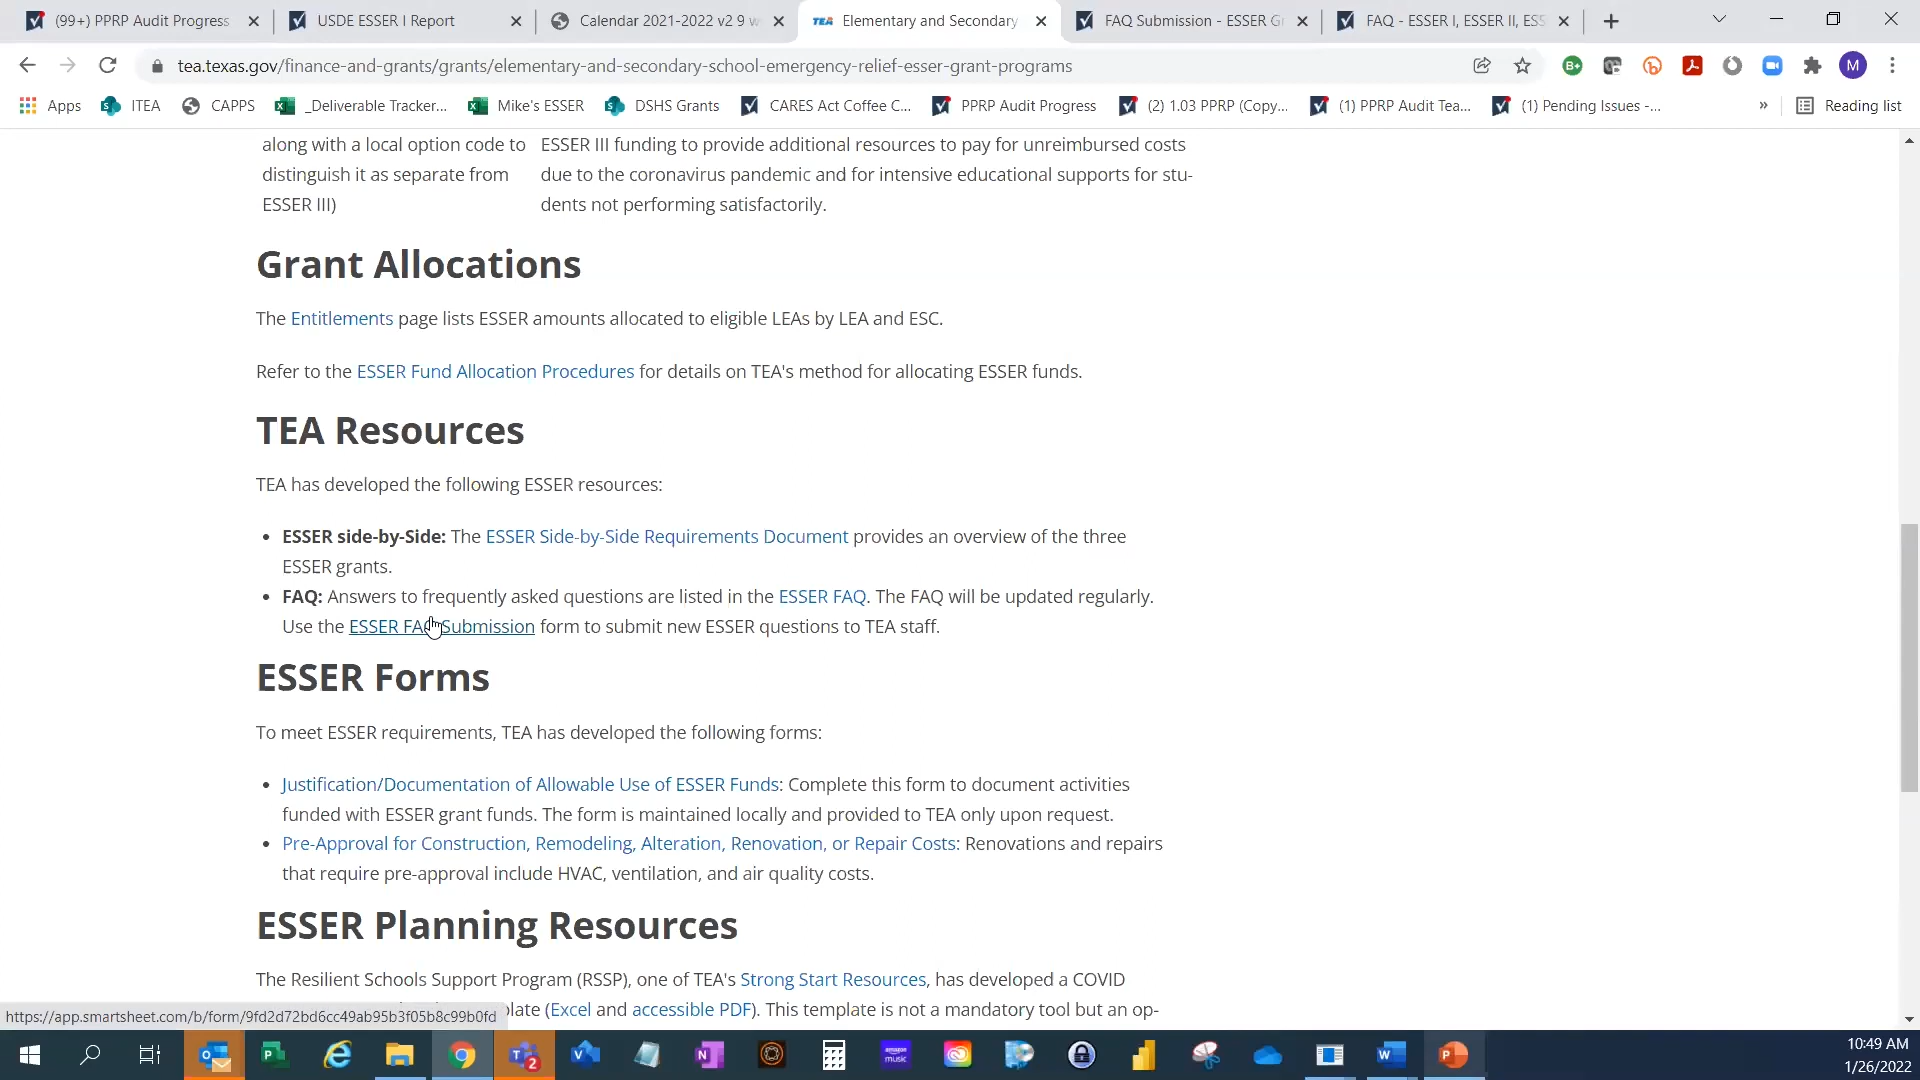 (99+) PPRP Audit Progress
USDE ESSER I Report
Calendar 2021-2022 v2 9 w
TEA Elementary and Secondary
FAQ Submission - ESSER G
FAQ - ESSER I, ESSER II, ESS
tea.texas.gov/finance-and-grants/grants/elementary-and-secondary-school-emergency-relief-esser-grant-programs
B+
M
Apps
ITEA
CAPPS
_Deliverable Tracker...
Mike's ESSER
DSHS Grants
CARES Act Coffee C...
PPRP Audit Progress
(2) 1.03 PPRP (Copy...
(1) PPRP Audit Tea...
(1) Pending Issues -...
»
Reading list
along with a local option code to
distinguish it as separate from
ESSER III)
ESSER III funding to provide additional resources to pay for unreimbursed costs
due to the coronavirus pandemic and for intensive educational supports for stu-
dents not performing satisfactorily.
Grant Allocations
The Entitlements page lists ESSER amounts allocated to eligible LEAs by LEA and ESC.
Refer to the ESSER Fund Allocation Procedures for details on TEA's method for allocating ESSER funds.
TEA Resources
TEA has developed the following ESSER resources:
• ESSER side-by-Side: The ESSER Side-by-Side Requirements Document provides an overview of the three
ESSER grants.
• FAQ: Answers to frequently asked questions are listed in the ESSER FAQ. The FAQ will be updated regularly.
Use the ESSER FAQ Submission form to submit new ESSER questions to TEA staff.
ESSER Forms
To meet ESSER requirements, TEA has developed the following forms:
• Justification/Documentation of Allowable Use of ESSER Funds: Complete this form to document activities
funded with ESSER grant funds. The form is maintained locally and provided to TEA only upon request.
• Pre-Approval for Construction, Remodeling, Alteration, Renovation, or Repair Costs: Renovations and repairs
that require pre-approval include HVAC, ventilation, and air quality costs.
ESSER Planning Resources
The Resilient Schools Support Program (RSSP), one of TEA's Strong Start Resources, has developed a COVID
late (Excel and accessible PDF). This template is not a mandatory tool but an op-
https://app.smartsheet.com/b/form/9fd2d72bd6cc49ab95b3f05b8c99b0fd
2
10:49 AM
1/26/2022